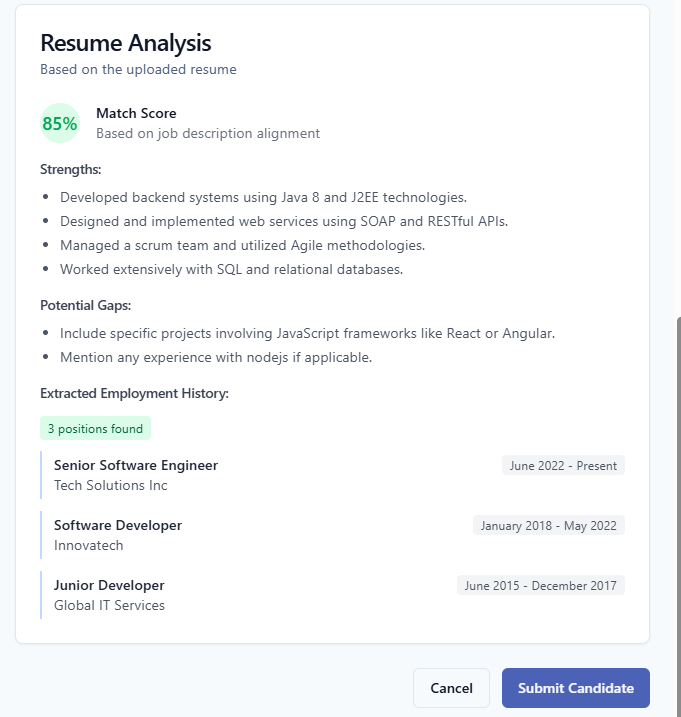 Resume Analysis
Based on the uploaded resume
85%
Match Score
Based on job description alignment
Strengths:
• Developed backend systems using Java 8 and J2EE technologies.
• Designed and implemented web services using SOAP and RESTful APIs.
• Managed a scrum team and utilized Agile methodologies.
• Worked extensively with SQL and relational databases.
Potential Gaps:
• Include specific projects involving JavaScript frameworks like React or Angular.
• Mention any experience with nodejs if applicable.
Extracted Employment History:
3 positions found
Senior Software Engineer
June 2022 - Present
Tech Solutions Inc
Software Developer
January 2018 - May 2022
Innovatech
Junior Developer
June 2015 - December 2017
Global IT Services
Cancel
Submit Candidate